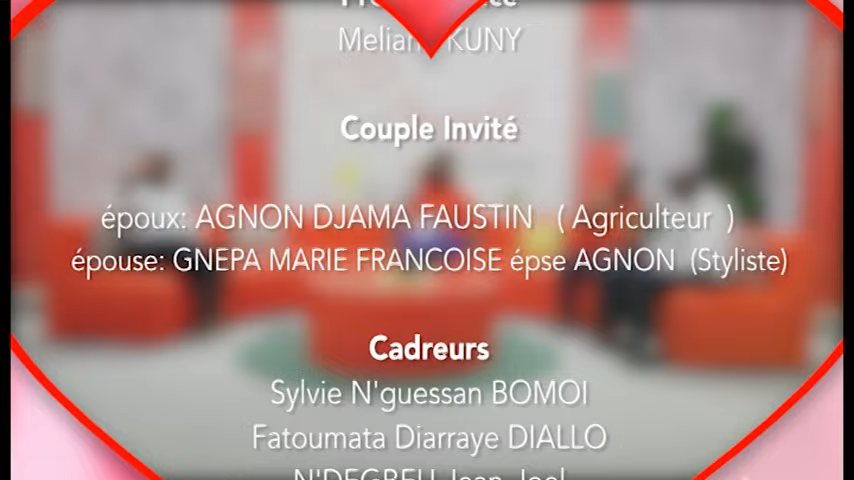 KUNY
Couple Invité
époux: AGNON DJAMA FAUSTIN ( Agriculteur )
épouse: GNEPA MARIE FRANCOISE épse AGNON (Styliste)
Cadreurs
Sylvie N'guessan BOMOI
Fatoumata Diarraye DIALLO